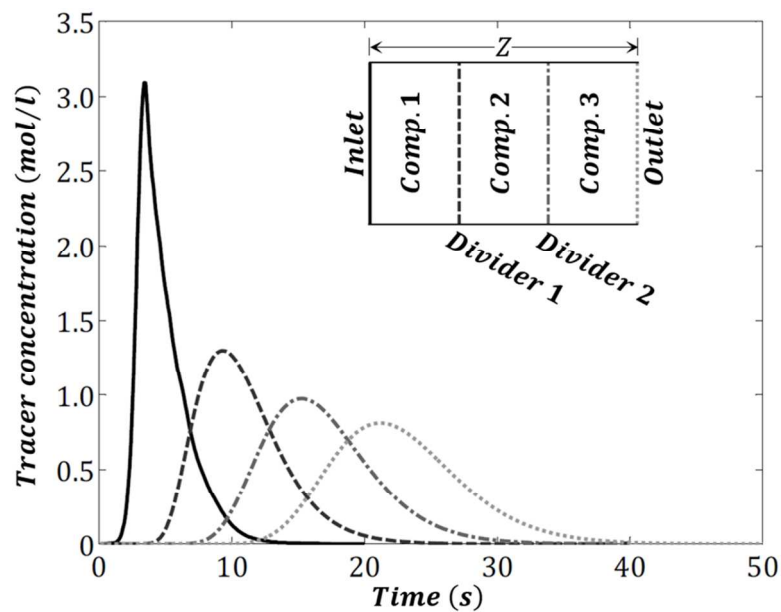 3.5
3.0
2.5
2.0
1.5
1.0
0.5
0
0 10 20 30 40 50
Tracer concentration (mol/l)
Time (s)
Z
Inlet
Comp. 1
Comp. 2
Comp. 3
Outlet
Divider 1
Divider 2